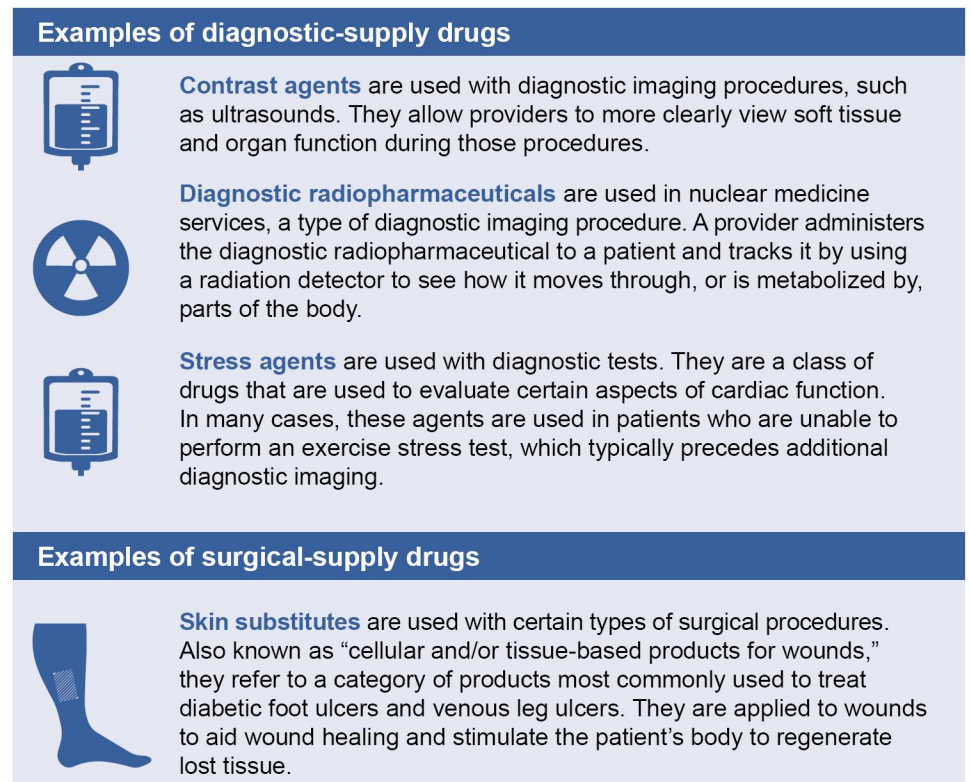 Examples of diagnostic-supply drugs
Contrast agents are used with diagnostic imaging procedures, such
as ultrasounds. They allow providers to more clearly view soft tissue
and organ function during those procedures.
Diagnostic radiopharmaceuticals are used in nuclear medicine
services, a type of diagnostic imaging procedure. A provider administers
the diagnostic radiopharmaceutical to a patient and tracks it by using
a radiation detector to see how it moves through, or is metabolized by,
parts of the body.
Stress agents are used with diagnostic tests. They are a class of
drugs that are used to evaluate certain aspects of cardiac function.
In many cases, these agents are used in patients who are unable to
perform an exercise stress test, which typically precedes additional
diagnostic imaging.
Examples of surgical-supply drugs
Skin substitutes are used with certain types of surgical procedures.
Also known as “cellular and/or tissue-based products for wounds,”
they refer to a category of products most commonly used to treat
diabetic foot ulcers and venous leg ulcers. They are applied to wounds
to aid wound healing and stimulate the patient’s body to regenerate
lost tissue.